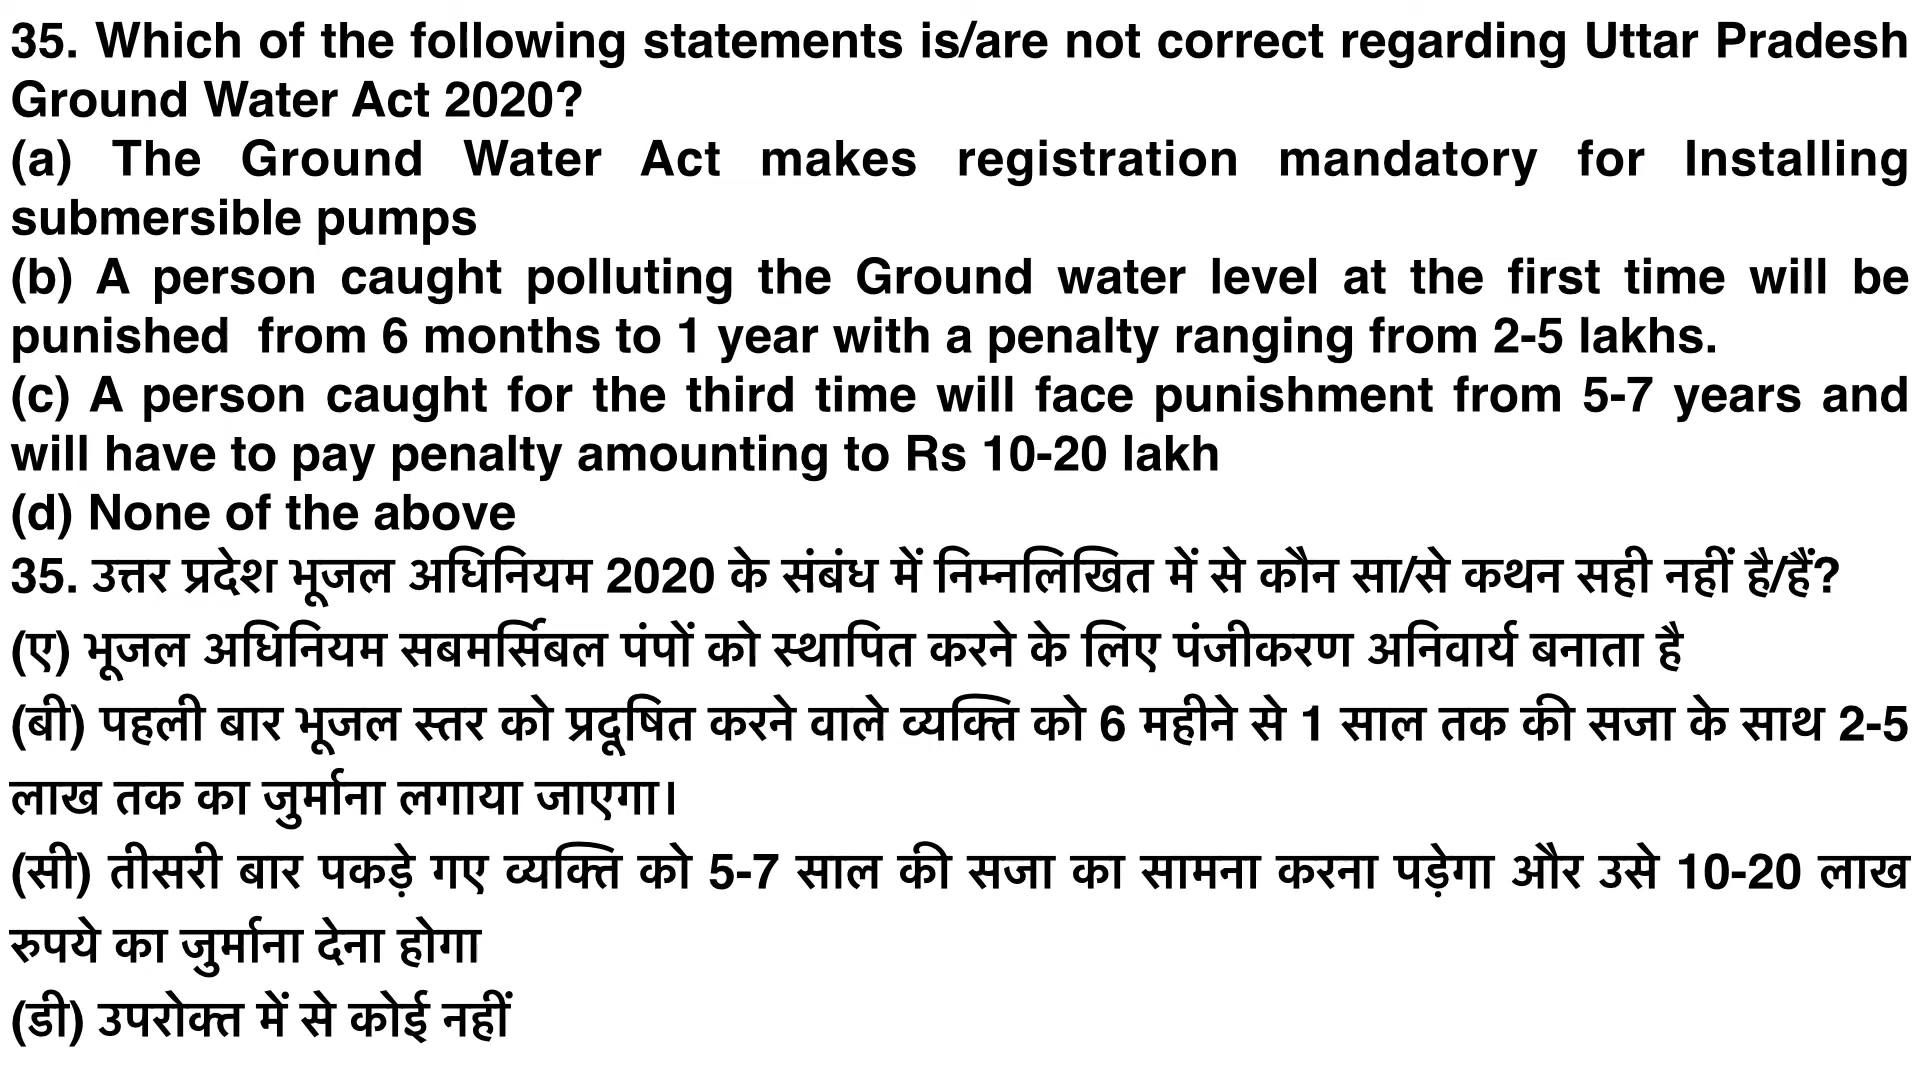 35. Which of the following statements is/are not correct regarding Uttar Pradesh
Ground Water Act 2020?
(a) The Ground Water Act makes registration mandatory for Installing
submersible pumps
(b) A person caught polluting the Ground water level at the first time will be
punished  from 6 months to 1 year with a penalty ranging from 2-5 lakhs.
(c) A person caught for the third time will face punishment from 5-7 years and
will have to pay penalty amounting to Rs 10-20 lakh
(d) None of the above
35. उत्तर प्रदेश भूजल अधिनियम 2020 के संबंध में निम्नलिखित में से कौन सा/से कथन सही नहीं है/हैं?
(ए) भूजल अधिनियम सबमर्सिबल पंपों को स्थापित करने के लिए पंजीकरण अनिवार्य बनाता है
(बी) पहली बार भूजल स्तर को प्रदूषित करने वाले व्यक्ति को 6 महीने से 1 साल तक की सजा के साथ 2-5
लाख तक का जुर्माना लगाया जाएगा।
(सी) तीसरी बार पकड़े गए व्यक्ति को 5-7 साल की सजा का सामना करना पड़ेगा और उसे 10-20 लाख
रुपये का जुर्माना देना होगा
(डी) उपरोक्त में से कोई नहीं